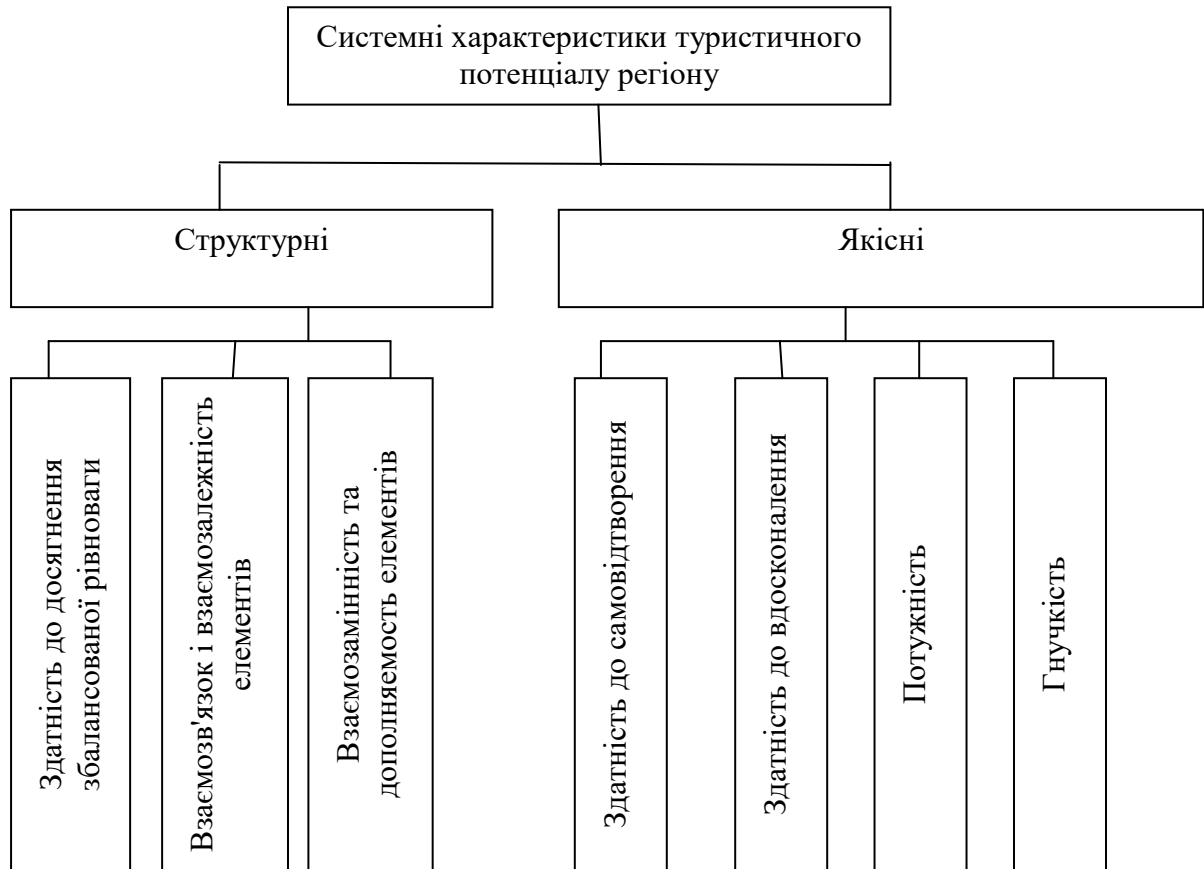 Системні характеристики туристичного
потенціалу регіону
Структурні
Якісні
Здатність до досягнення
збалансованої рівноваги
Взаємозв'язок і взаємозалежність
елементів
Взаємозамінність та
дополняемость елементів
Здатність до самовідтворення
Здатність до вдосконалення
Потужність
Гнучкість